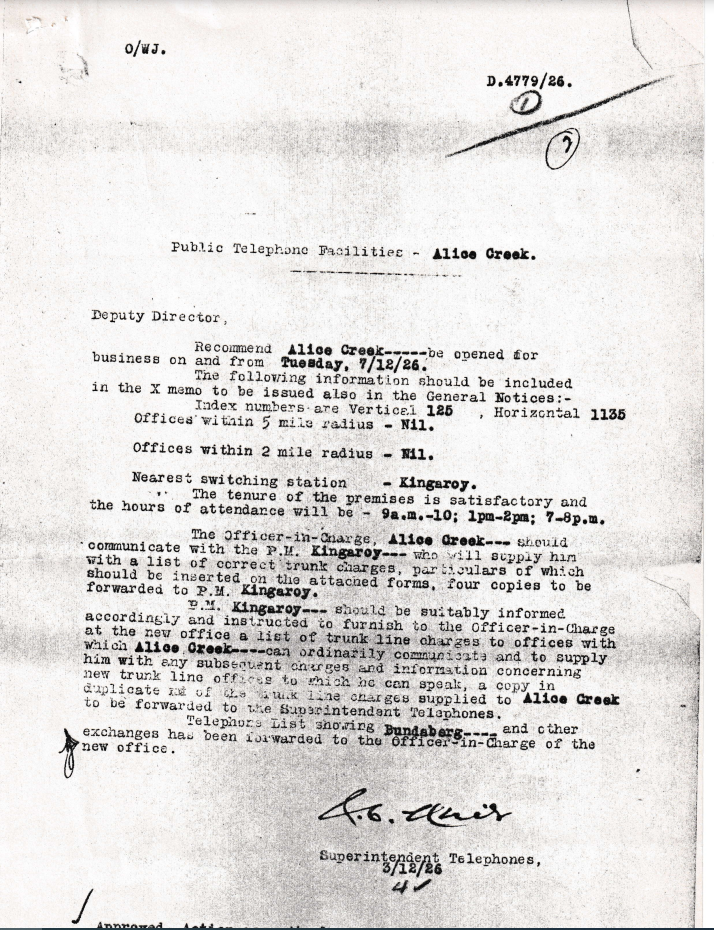 O/WJ.
D.4779/26.
1
2
Public Telephone Facilities - Alice Creek.
Deputy Director,
Recommend Alice Creek-----be opened for
business on and from Tuesday, 7/12/26.
The following information should be included
in the X memo to be issued also in the General Notices:-
Index numbers are Vertical 125 , Horizontal 1135
Offices within 5 mile radius - Nil.
Offices within 2 mile radius - Nil.
Nearest switching station - Kingaroy.
The tenure of the premises is satisfactory and
the hours of attendance will be - 9a.m.-10; 1pm-2pm; 7-8p.m.
The Officer-in-Charge, Alice Creek--- should
communicate with the P.M. Kingaroy--- who will supply him
with a list of correct trunk charges, particulars of which
should be inserted on the attached forms, four copies to be
forwarded to P.M. Kingaroy.
P.M. Kingaroy--- should be suitably informed
accordingly and instructed to furnish to the Officer-in-Charge
at the new office a list of trunk line charges to offices with
which Alice Creek----can ordinarily communicate and to supply
him with any subsequent charges and information concerning
new trunk line offices to which he can speak, a copy in
duplicate of the trunk line charges supplied to Alice Creek
to be forwarded to the Superintendent Telephones.
Telephone List showing Bundaberg---- and other
exchanges has been forwarded to the Officer-in-Charge of the
new office.
Superintendent Telephones,
3/12/26
4
Approved. Action